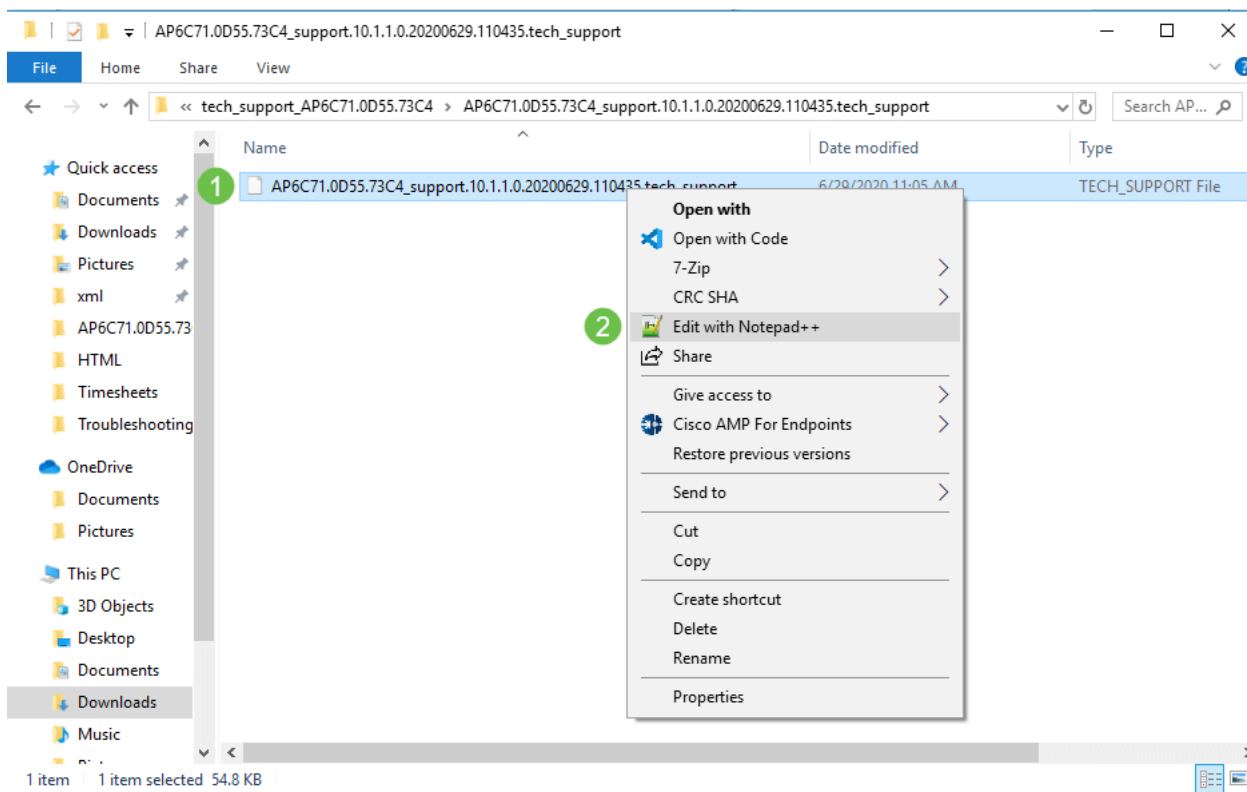 AP6C71.0D55.73C4_support.10.1.1.0.20200629.110435.tech_support
File Home Share View
« tech_support_AP6C71.0D55.73C4 > AP6C71.0D55.73C4_support.10.1.1.0.20200629.110435.tech_support Search AP...
Name Date modified Type
Quick access
1 AP6C71.0D55.73C4_support.10.1.1.0.20200629.110435.tech_support 6/29/2020 11:05 AM TECH_SUPPORT File
Documents
Downloads
Pictures
xml
AP6C71.0D55.73
HTML
Timesheets
Troubleshooting
OneDrive
Documents
Pictures
This PC
3D Objects
Desktop
Documents
Downloads
Music
Open with
Open with Code
7-Zip
CRC SHA
2 Edit with Notepad++
Share
Give access to
Cisco AMP For Endpoints
Restore previous versions
Send to
Cut
Copy
Create shortcut
Delete
Rename
Properties
1 item 1 item selected 54.8 KB